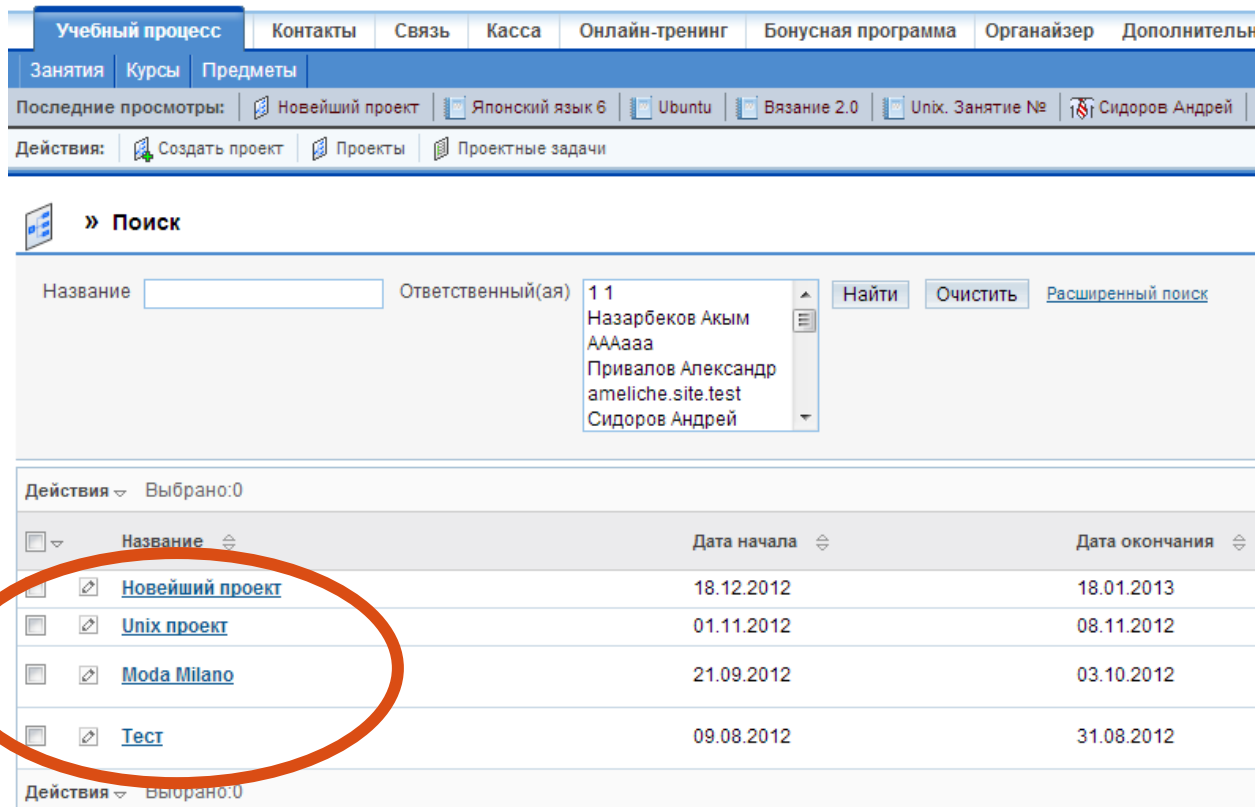 Учебный процесс Контакты Связь Касса Онлайн-тренинг Бонусная программа Органайзер Дополнительн
Занятия Курсы Предметы
Последние просмотры: Новейший проект Японский язык 6 Ubuntu Вязание 2.0 Unix. Занятие № Сидоров Андрей
Действия: Создать проект Проекты Проектные задачи
» Поиск
Название Ответственный(ая) 1 1 Найти Очистить Расширенный поиск
Назарбеков Акым
АААааа
Привалов Александр
ameliche.site.test
Сидоров Андрей
Действия Выбрано:0
Название Дата начала Дата окончания
Новейший проект 18.12.2012 18.01.2013
Unix проект 01.11.2012 08.11.2012
Moda Milano 21.09.2012 03.10.2012
Тест 09.08.2012 31.08.2012
Действия Выбрано:0